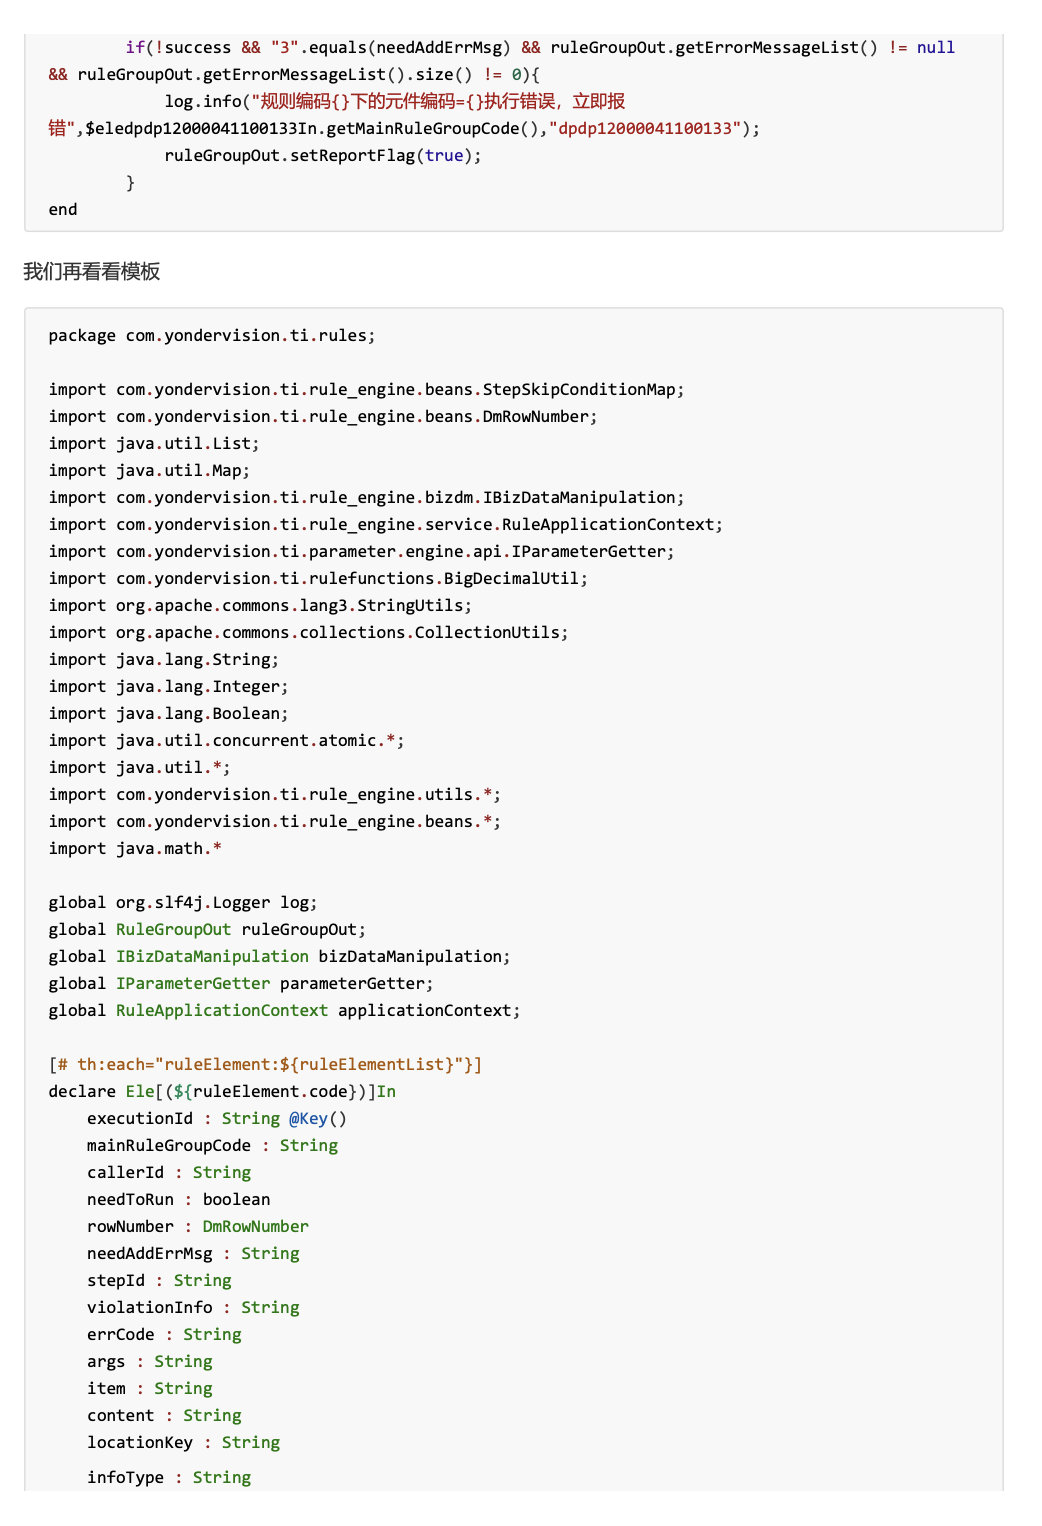 if(!success && "3".equals(needAddErrMsg) && ruleGroupOut.getErrorMessageList() != null
&& ruleGroupOut.getErrorMessageList().size() != 0){
            log.info("规则编码{}下的元件编码={}执行错误，立即报
错",$eledpdp12000041100133In.getMainRuleGroupCode(),"dpdp12000041100133");
            ruleGroupOut.setReportFlag(true);
        }
end
我们再看看模板
package com.yondervision.ti.rules;

import com.yondervision.ti.rule_engine.beans.StepSkipConditionMap;
import com.yondervision.ti.rule_engine.beans.DmRowNumber;
import java.util.List;
import java.util.Map;
import com.yondervision.ti.rule_engine.bizdm.IBizDataManipulation;
import com.yondervision.ti.rule_engine.service.RuleApplicationContext;
import com.yondervision.ti.parameter.engine.api.IParameterGetter;
import com.yondervision.ti.rulefunctions.BigDecimalUtil;
import org.apache.commons.lang3.StringUtils;
import org.apache.commons.collections.CollectionUtils;
import java.lang.String;
import java.lang.Integer;
import java.lang.Boolean;
import java.util.concurrent.atomic.*;
import java.util.*;
import com.yondervision.ti.rule_engine.utils.*;
import com.yondervision.ti.rule_engine.beans.*;
import java.math.*

global org.slf4j.Logger log;
global RuleGroupOut ruleGroupOut;
global IBizDataManipulation bizDataManipulation;
global IParameterGetter parameterGetter;
global RuleApplicationContext applicationContext;

[# th:each="ruleElement:${ruleElementList}"}]
declare Ele[(${ruleElement.code})]In
    executionId : String @Key()
    mainRuleGroupCode : String
    callerId : String
    needToRun : boolean
    rowNumber : DmRowNumber
    needAddErrMsg : String
    stepId : String
    violationInfo : String
    errCode : String
    args : String
    item : String
    content : String
    locationKey : String
    infoType : String